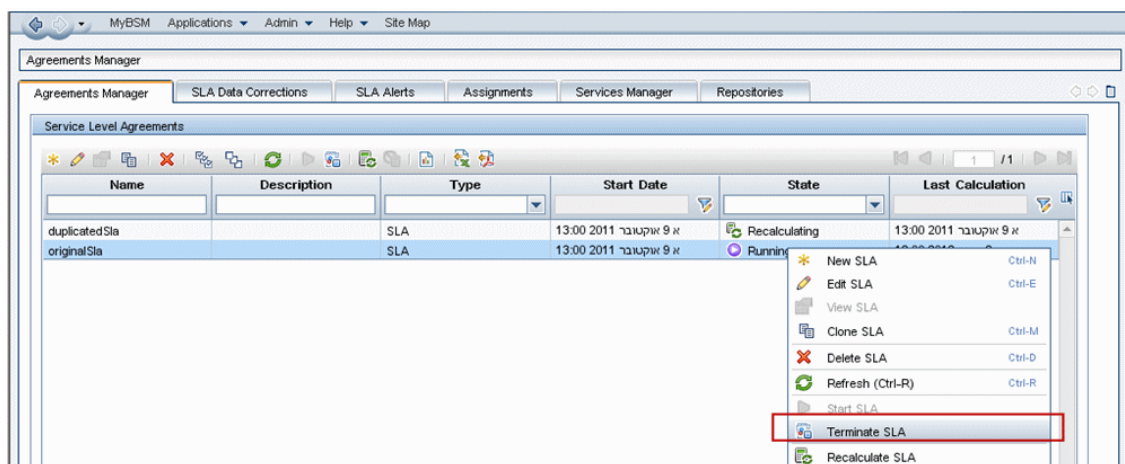 MyBSM Applications Admin Help Site Map
Agreements Manager
Agreements Manager SLA Data Corrections SLA Alerts Assignments Services Manager Repositories
Service Level Agreements
1 /1
Name Description Type Start Date State Last Calculation
duplicatedSla SLA א 9 אוקטובר 2011 13:00 Recalculating א 9 אוקטובר 2011 13:00
originalSla SLA א 9 אוקטובר 2011 13:00 Running
New SLA Ctrl-N
Edit SLA Ctrl-E
View SLA
Clone SLA Ctrl-M
Delete SLA Ctrl-D
Refresh (Ctrl-R) Ctrl-R
Start SLA
Terminate SLA
Recalculate SLA